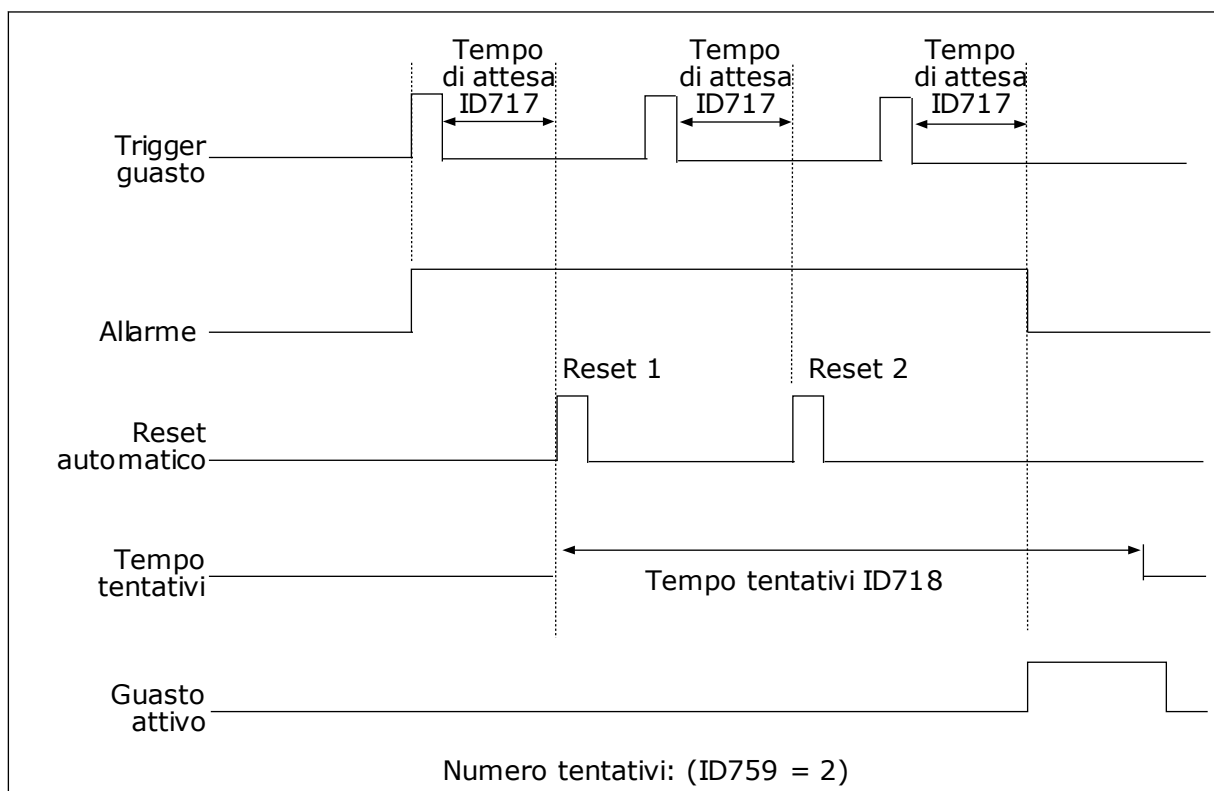 Tempo
di attesa
ID717
Tempo
di attesa
ID717
Tempo
di attesa
ID717
Trigger
guasto
Allarme
Reset 1
Reset 2
Reset
automatico
Tempo
tentativi
Tempo tentativi ID718
Guasto
attivo
Numero tentativi: (ID759 = 2)